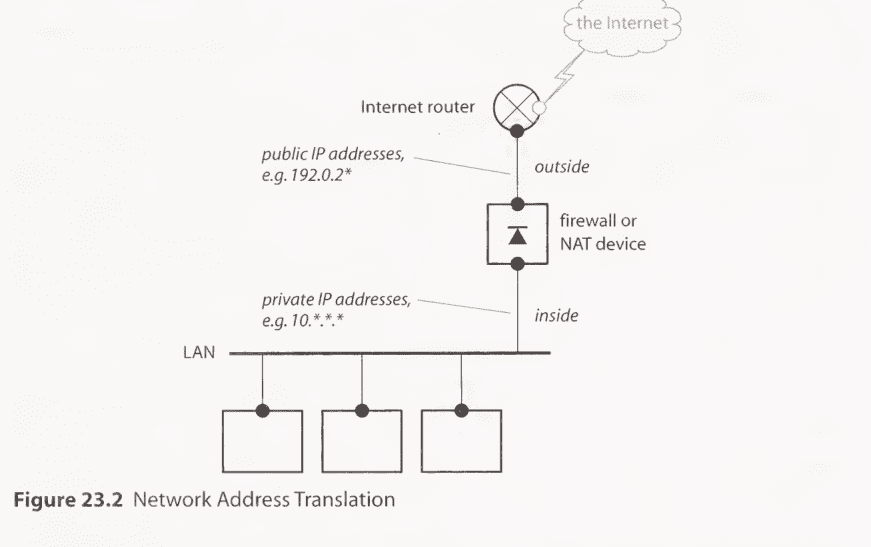 the Internet
Internet router
public IP addresses,
e.g. 192.0.2*
outside
firewall or
NAT device
private IP addresses,
e.g. 10.*.*.*
inside
LAN
Figure 23.2 Network Address Translation